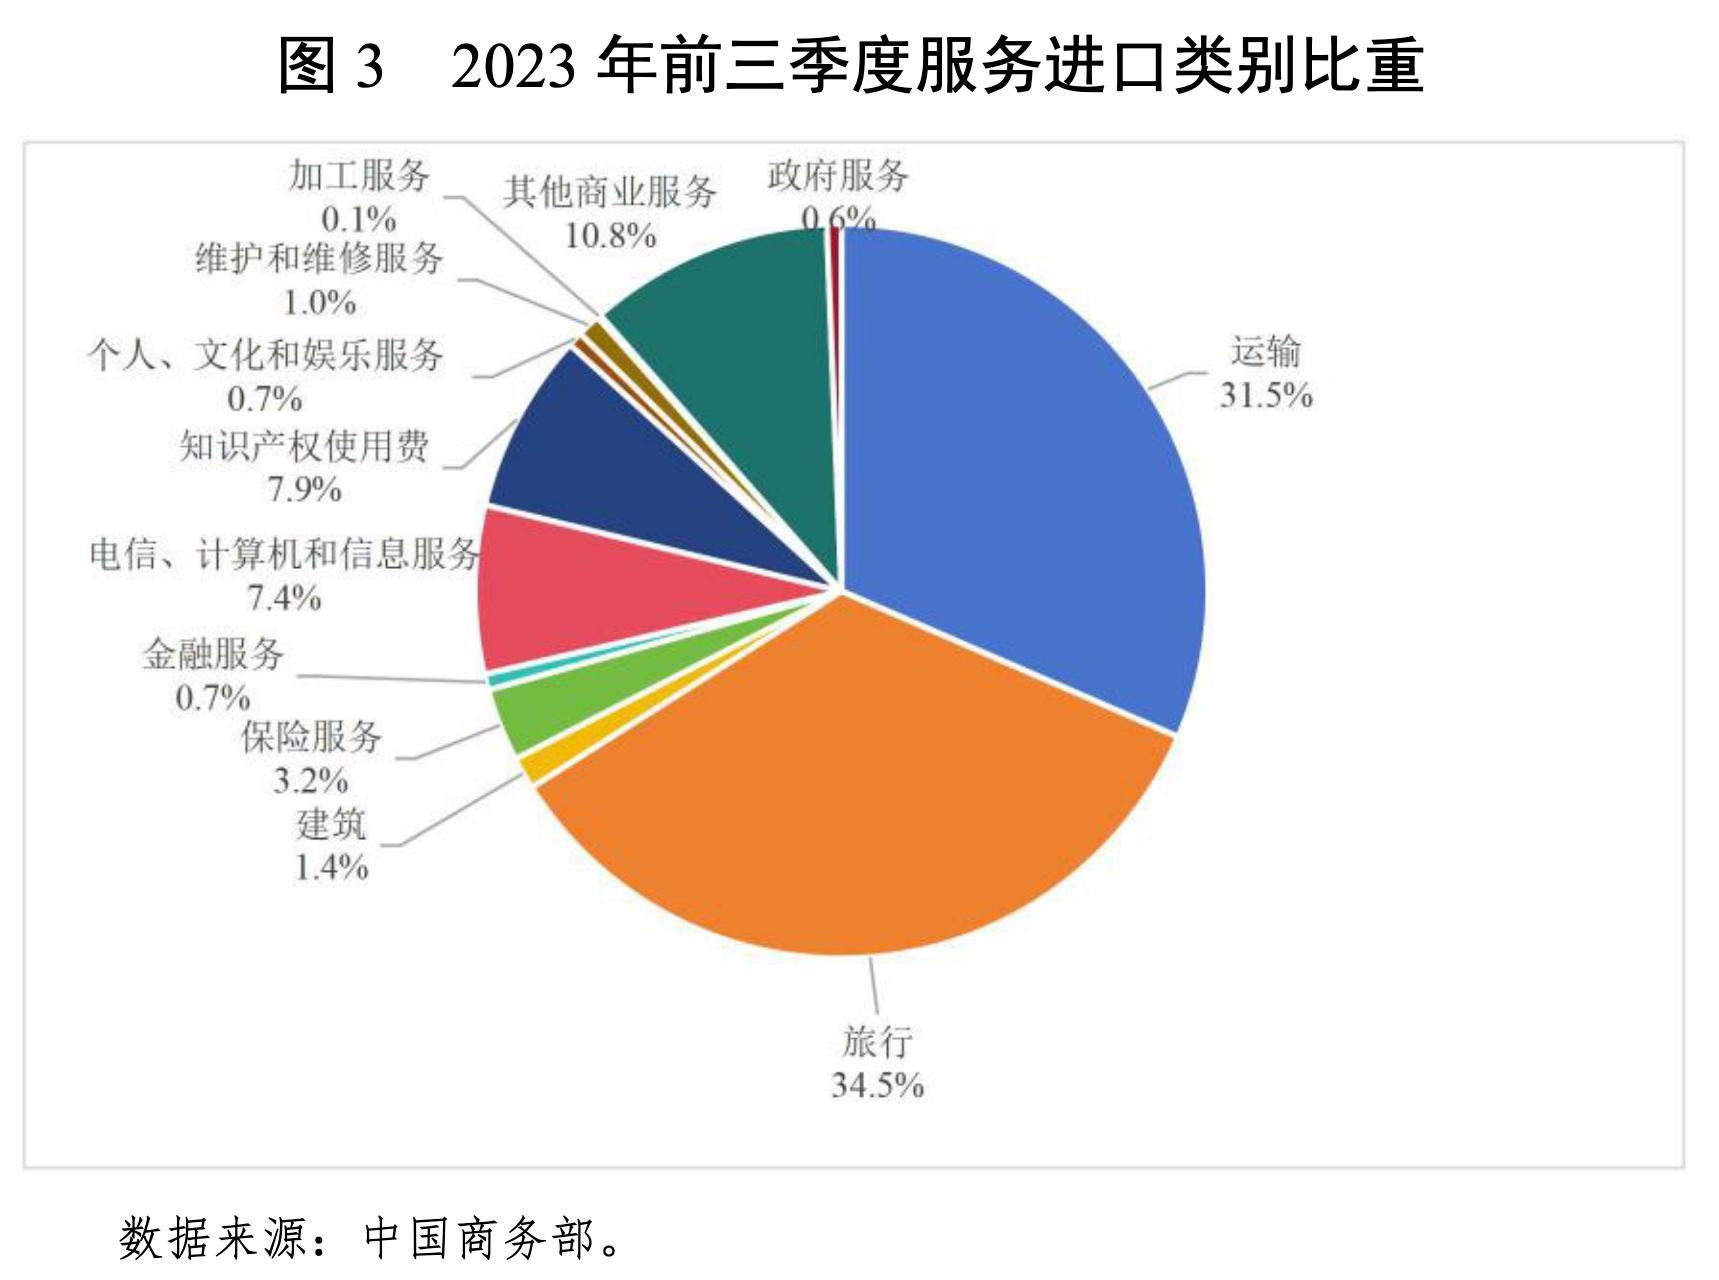 图 3 2023 年前三季度服务进口类别比重
加工服务
0.1%
其他商业服务
10.8%
政府服务
0.6%
维护和维修服务
1.0%
个人、文化和娱乐服务
0.7%
运输
31.5%
知识产权使用费
7.9%
电信、计算机和信息服务
7.4%
金融服务
0.7%
保险服务
3.2%
建筑
1.4%
旅行
34.5%
数据来源：中国商务部。